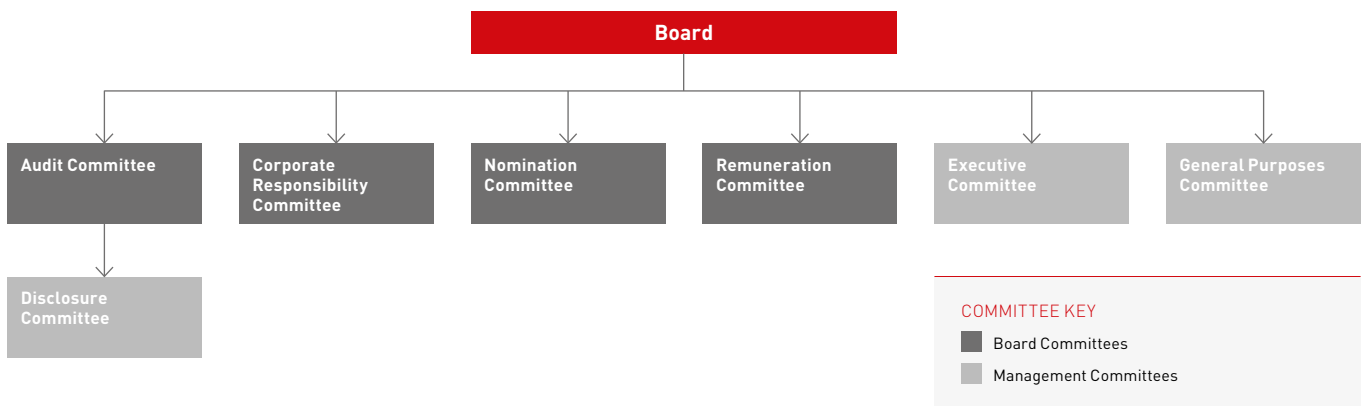 Board
Audit Committee
Corporate
Responsibility
Committee
Nomination
Committee
Remuneration
Committee
Executive
Committee
General Purposes
Committee
Disclosure
Committee
COMMITTEE KEY
Board Committees
Management Committees